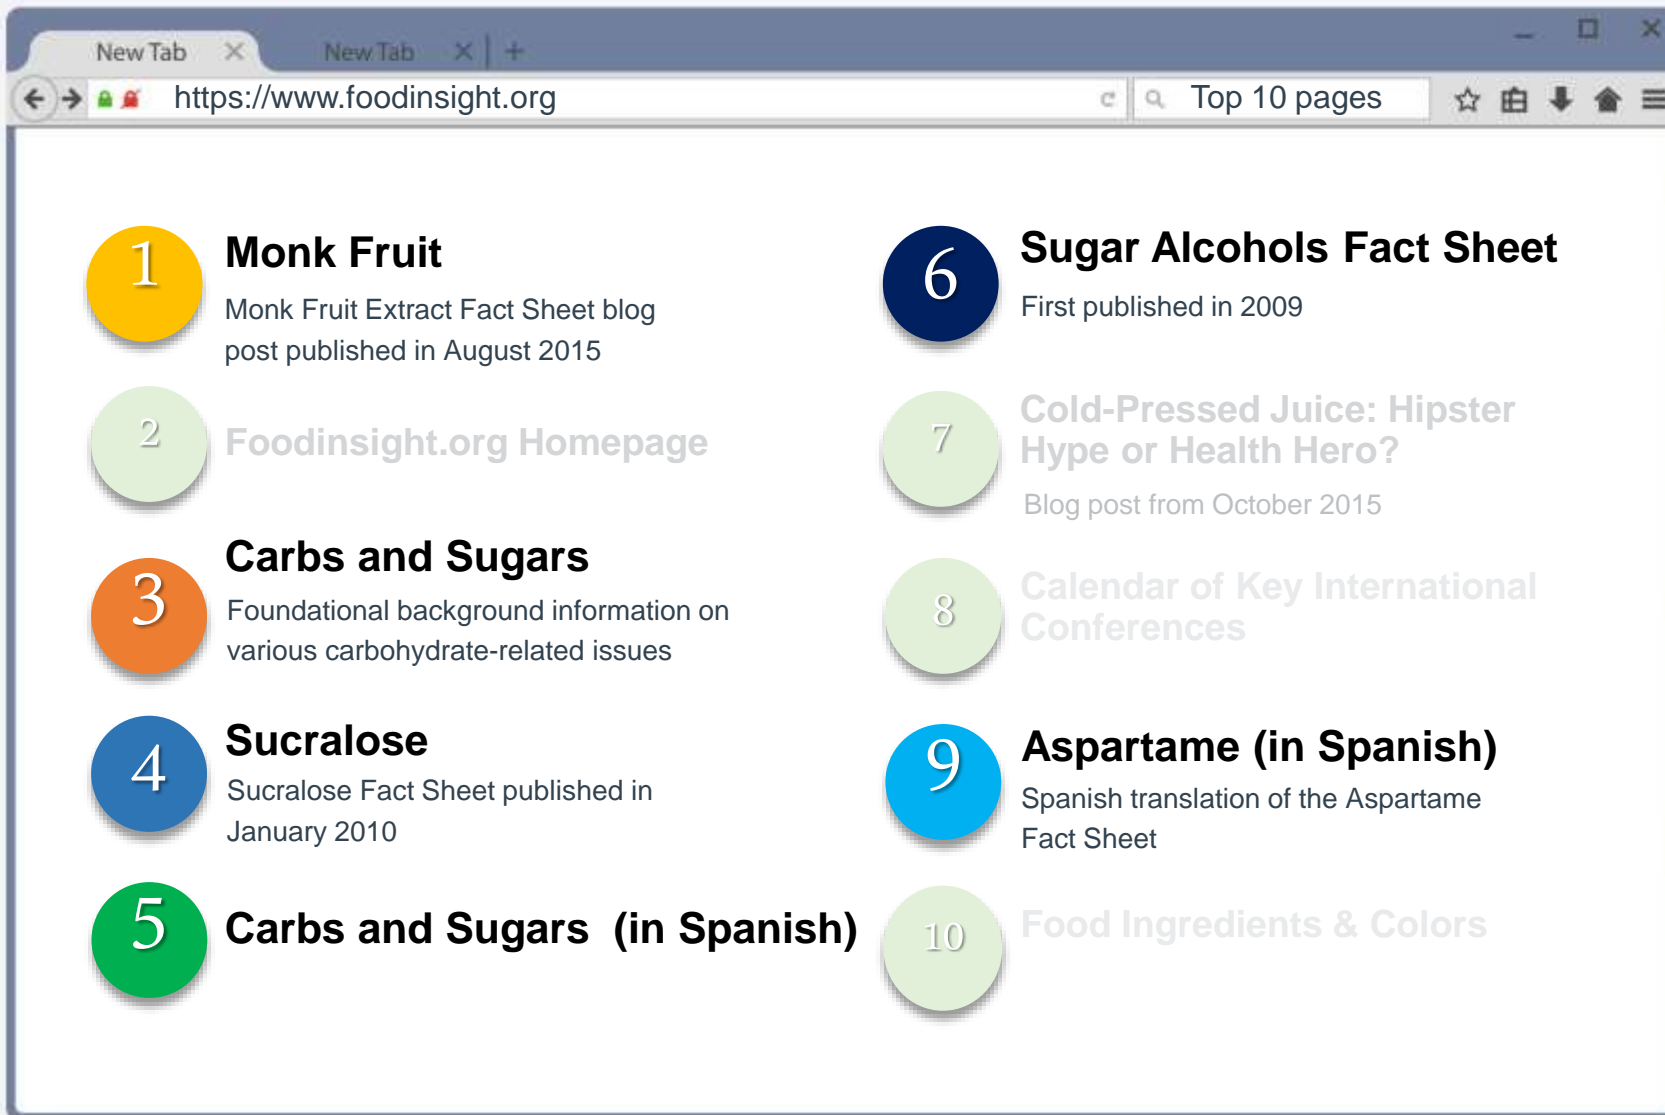 New Tab
New Tab
https://www.foodinsight.org
Top 10 pages
1
Monk Fruit
Monk Fruit Extract Fact Sheet blog
post published in August 2015
2
Foodinsight.org Homepage
3
Carbs and Sugars
Foundational background information on
various carbohydrate-related issues
4
Sucralose
Sucralose Fact Sheet published in
January 2010
5
Carbs and Sugars (in Spanish)
6
Sugar Alcohols Fact Sheet
First published in 2009
7
Cold-Pressed Juice: Hipster
Hype or Health Hero?
Blog post from October 2015
8
Calendar of Key International
Conferences
9
Aspartame (in Spanish)
Spanish translation of the Aspartame
Fact Sheet
10
Food Ingredients & Colors